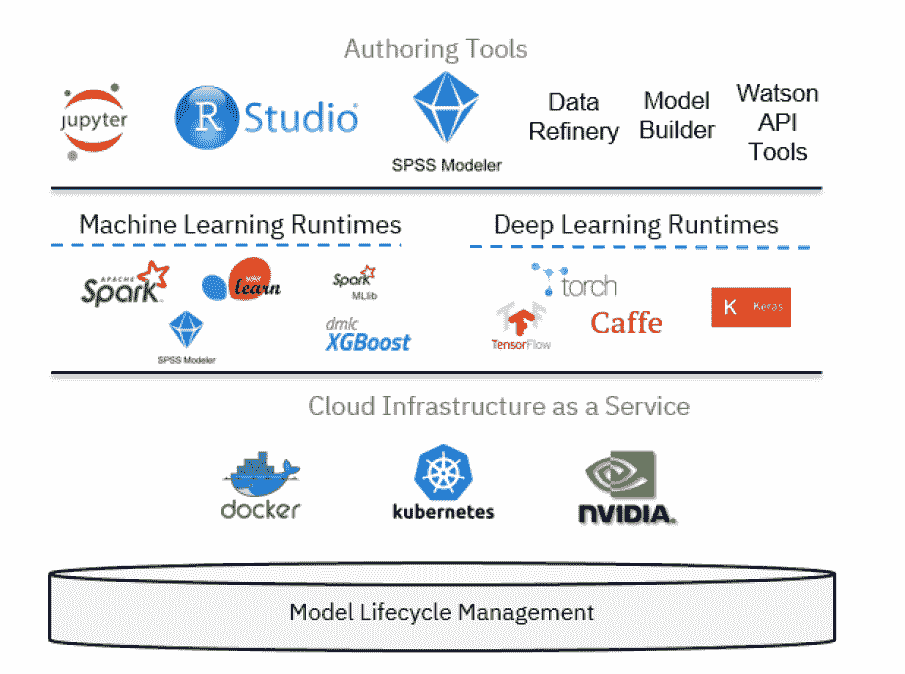 Authoring Tools
jupyter
R Studio
SPSS Modeler
Data
Refinery
Model
Builder
Watson
API
Tools
Machine Learning Runtimes
Deep Learning Runtimes
APACHE
Spark
learn
Spark
MLlib
SPSS Modeler
dmlc
XGBoost
torch
TensorFlow
Caffe
K Keras
Cloud Infrastructure as a Service
docker
kubernetes
NVIDIA.
Model Lifecycle Management